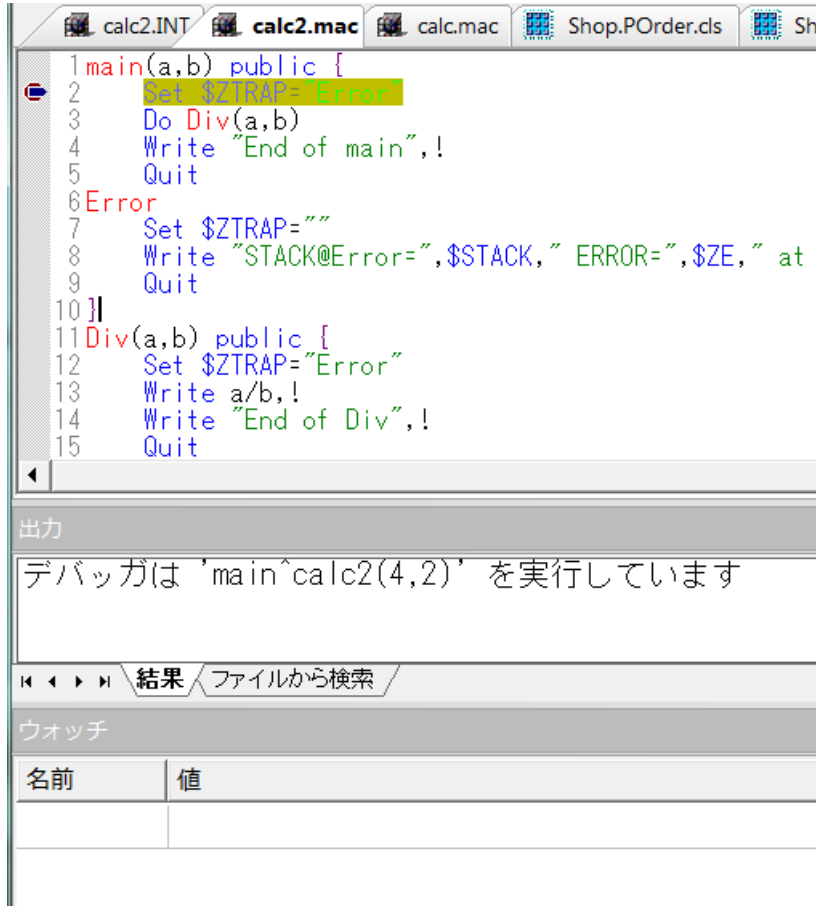 calc2.INT calc2.mac calc.mac Shop.POrder.cls Sh
1 main(a,b) public {
2 Set $ZTRAP="Error"
3 Do Div(a,b)
4 Write "End of main",!
5 Quit
6 Error
7 Set $ZTRAP=""
8 Write "STACK@Error=",$STACK," ERROR=",$ZE," at
9 Quit
10 }
11 Div(a,b) public {
12 Set $ZTRAP="Error"
13 Write a/b,!
14 Write "End of Div",!
15 Quit
出力
デバッガは 'main^calc2(4,2)' を実行しています
結果 ファイルから検索
ウォッチ
名前 値